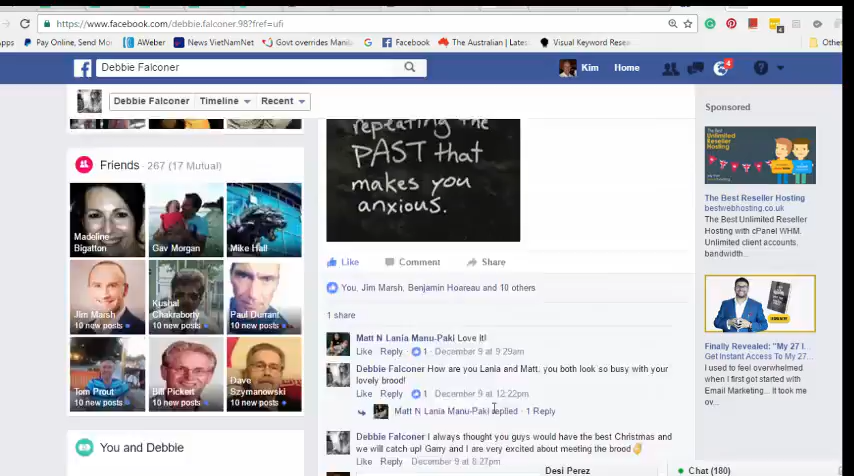 https://www.facebook.com/debbie.falconer.98?fref=ufi
pps
Pay Online, Send Mo
AWeber
News VietNamNet
Govt overrides Manil
Facebook
The Australian | Lates
Visual Keyword Resea
Othe
Debbie Falconer
Kim
Home
4
Debbie Falconer
Timeline
Recent
repeating the
PAST that
makes you
anxious.
Friends · 267 (17 Mutual)
Madeline
Bigatton
Gav Morgan
Mike Hall
Jim Marsh
10 new posts
Kushal
Chakraborty
Paul Durrant
10 new posts
Tom Prout
10 new posts
Bill Pickert
10 new posts
Dave
Szymanowski
10 new posts
You and Debbie
Like
Comment
Share
You, Jim Marsh, Benjamin Hoareau and 10 others
1 share
Matt N Lania Manu-Paki Love It!
Like · Reply · 1 · December 9 at 9:29am
Debbie Falconer How are you Lania and Matt, you both look so busy with your
lovely brood!
Like · Reply · 1 · December 9 at 12:22pm
Matt N Lania Manu-Paki replied · 1 Reply
Debbie Falconer I always thought you guys would have the best Christmas and
we will catch up! Garry and I are very excited about meeting the brood
Like · Reply · December 9 at 8:27pm
Sponsored
The Best Reseller Hosting
bestwebhosting.co.uk
The Best Unlimited
Reseller Hosting with cPanel WHM.
Unlimited client accounts,
bandwidth...
Finally Revealed: "My 27 I...
Get Instant Access To My 27...
I used to feel overwhelmed
when I first got started with
Email Marketing... It took me
ov...
Desi Perez
Chat (180)